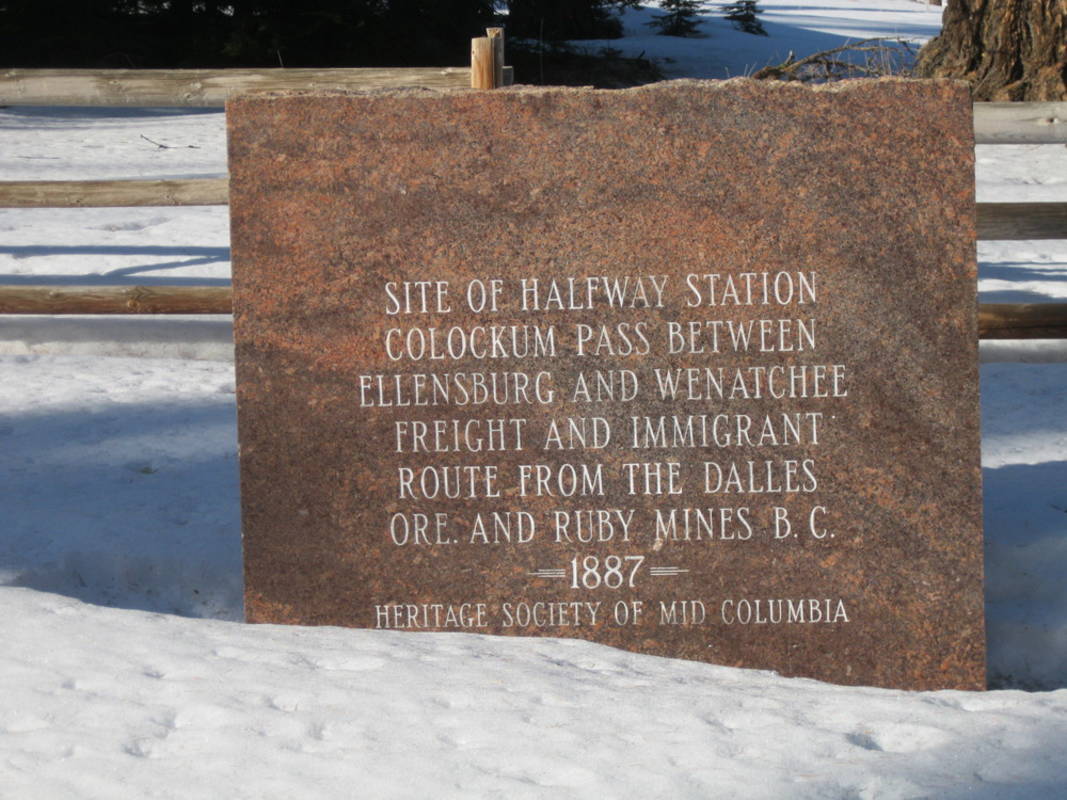 SITE OF HALFWAY STATION
COLOCKUM PASS BETWEEN
ELLENSBURG AND WENATCHEE
FREIGHT AND IMMIGRANT
ROUTE FROM THE DALLES
ORE. AND RUBY MINES B.C.
1887
HERITAGE SOCIETY OF MID COLUMBIA